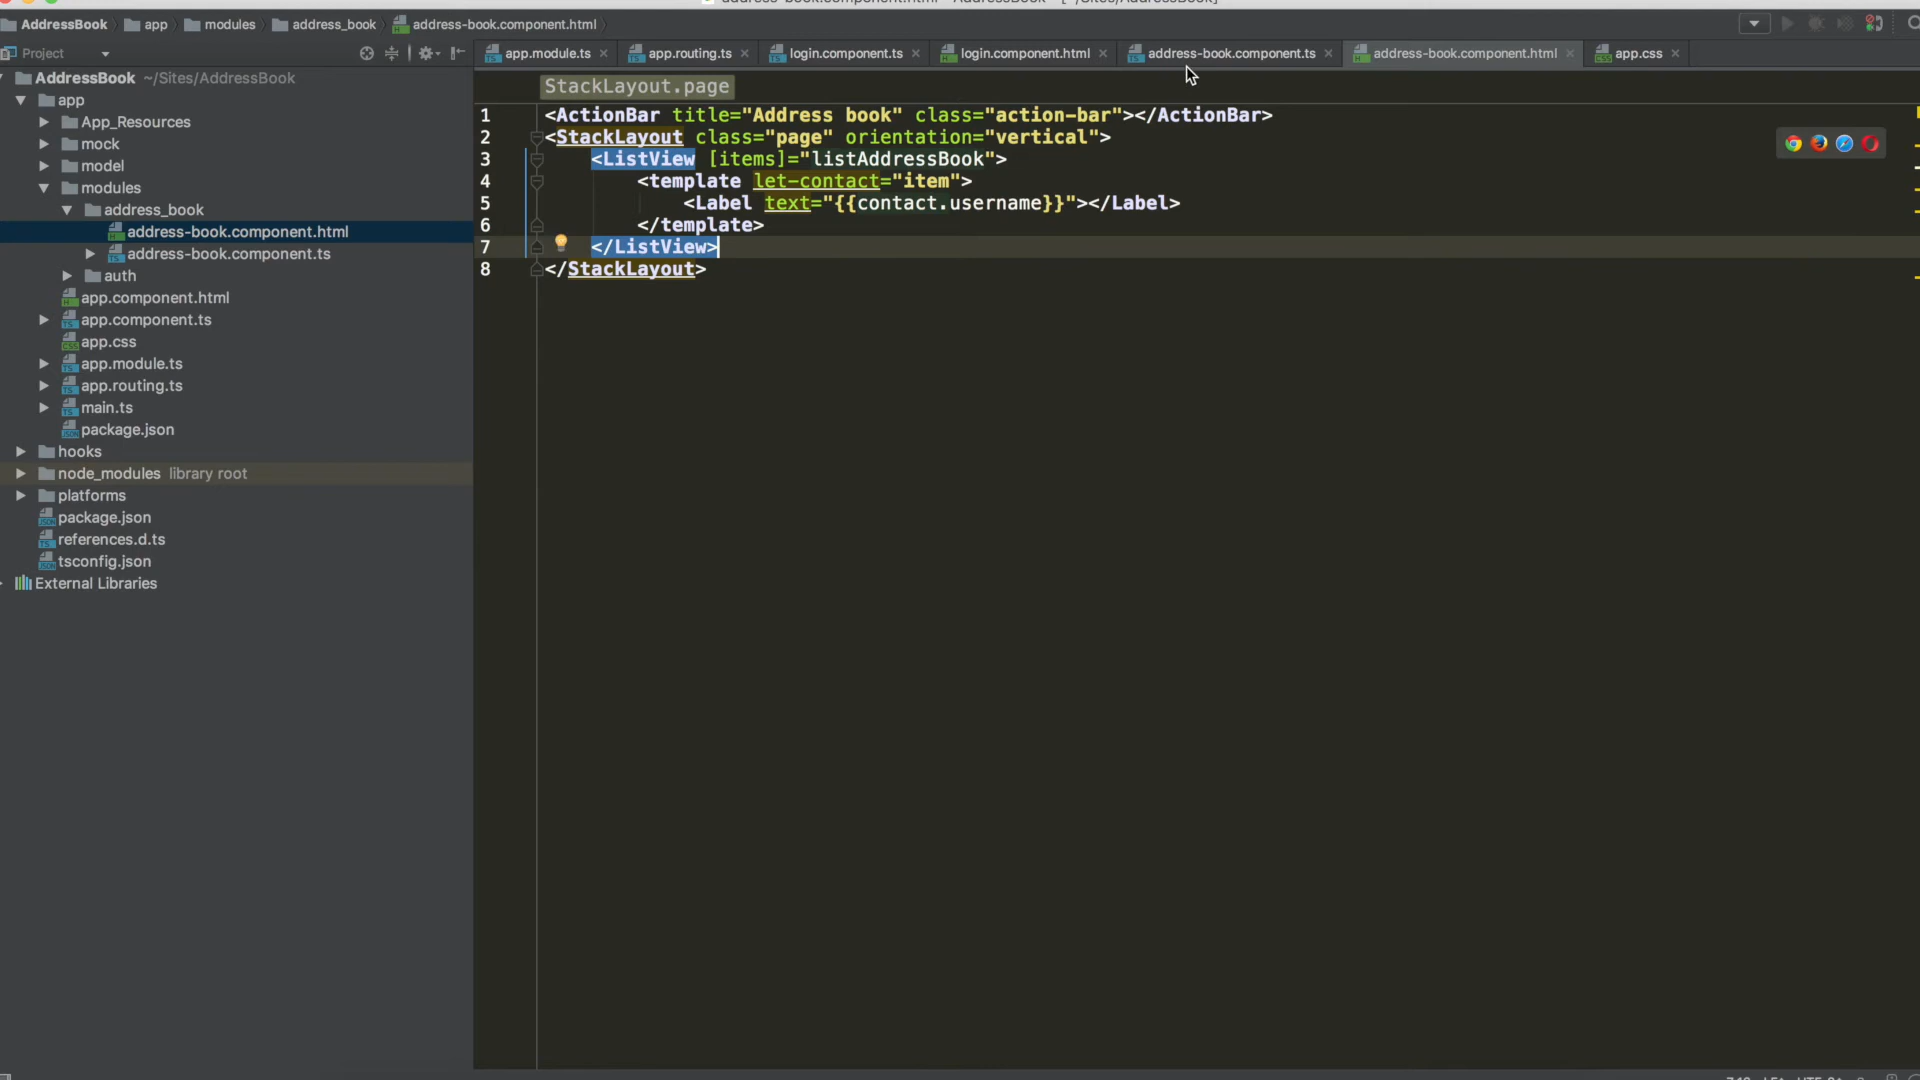 AddressBook app modules address_book address-book.component.html
Project
app.module.ts app.routing.ts login.component.ts login.component.html address-book.component.ts address-book.component.html app.css
AddressBook ~/Sites/AddressBook
app
App_Resources
mock
model
modules
address_book
address-book.component.html
address-book.component.ts
auth
app.component.html
app.component.ts
app.css
app.module.ts
app.routing.ts
main.ts
package.json
hooks
node_modules library root
platforms
package.json
references.d.ts
tsconfig.json
External Libraries
StackLayout.page
1 <ActionBar title="Address book" class="action-bar"></ActionBar>
2 <StackLayout class="page" orientation="vertical">
3 <ListView [items]="listAddressBook">
4 <template let-contact="item">
5 <Label text="{{contact.username}}"></Label>
6 </template>
7 </ListView>
8 </StackLayout>